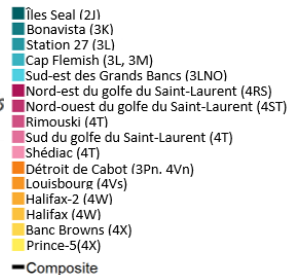 Îles Seal (2J)
Bonavista (3K)
Station 27 (3L)
Cap Flemish (3L, 3M)
Sud-est des Grands Bancs (3LNO)
Nord-est du golfe du Saint-Laurent (4RS)
Nord-ouest du golfe du Saint-Laurent (4ST)
Rimouski (4T)
Sud du golfe du Saint-Laurent (4T)
Shédiac (4T)
Détroit de Cabot (3Pn. 4Vn)
Louisbourg (4Vs)
Halifax-2 (4W)
Halifax (4W)
Banc Browns (4X)
Prince-5(4X)
Composite